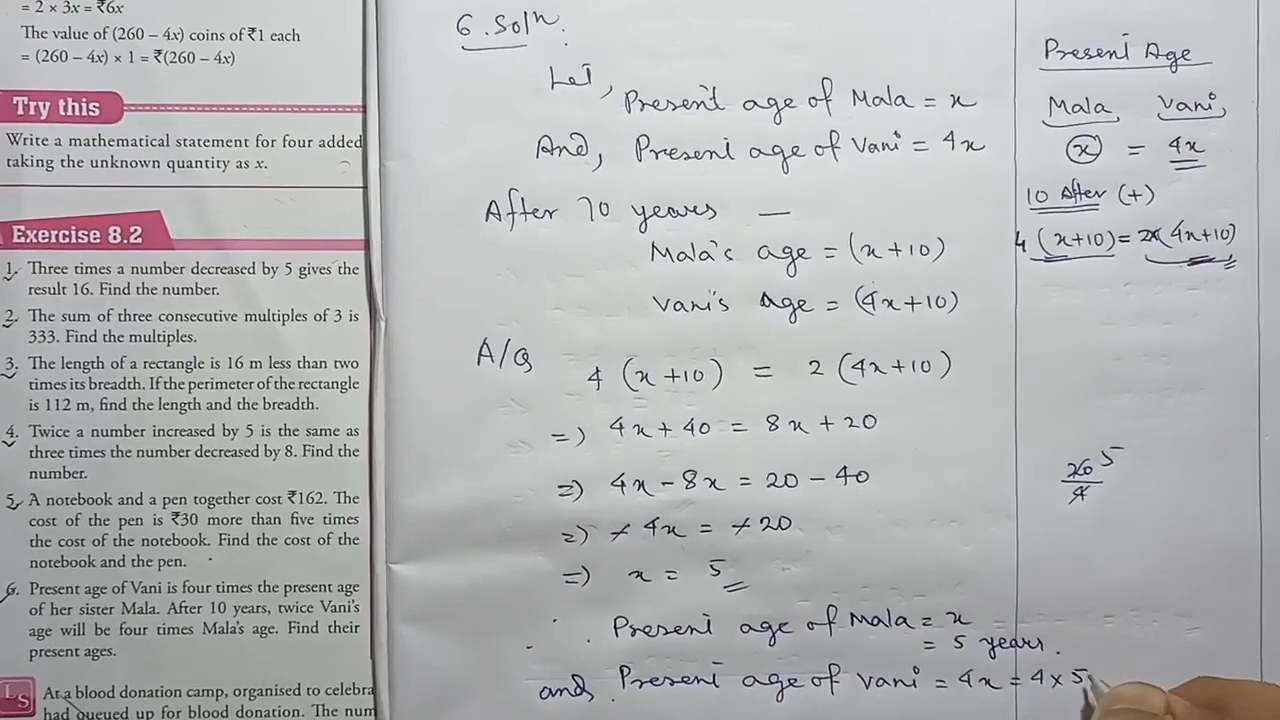 = 2 × 3x = ₹6x
The value of (260 – 4x) coins of ₹1 each
= (260 – 4x) × 1 = ₹(260 – 4x)
Try this
Write a mathematical statement for four added
taking the unknown quantity as x.
Exercise 8.2
1. Three times a number decreased by 5 gives the
result 16. Find the number.
2. The sum of three consecutive multiples of 3 is
333. Find the multiples.
3. The length of a rectangle is 16 m less than two
times its breadth. If the perimeter of the rectangle
is 112 m, find the length and the breadth.
4. Twice a number increased by 5 is the same as
three times the number decreased by 8. Find the
number.
5. A notebook and a pen together cost ₹162. The
cost of the pen is ₹30 more than five times
the cost of the notebook. Find the cost of the
notebook and the pen.
6. Present age of Vani is four times the present age
of her sister Mala. After 10 years, twice Vani's
age will be four times Mala's age. Find their
present ages.
LS
At a blood donation camp, organised to celebra
had queued up for blood donation. The num
6. Soln.
Let, Present age of Mala = x
And, Present age of Vani = 4x
After 10 years —
Mala's age = (x+10)
Vani's Age = (4x+10)
A/Q
4 (x+10) = 2 (4x+10)
=) 4x + 40 = 8x + 20
=) 4x – 8x = 20 – 40
=) – 4x = – 20
=) x = 5
∴ Present age of Mala = x
= 5 years.
and, Present age of Vani = 4x = 4 × 5
Present Age
Mala Vani,
x = 4x
10 After (+)
4 (x+10) = 2x(4x+10)
20 5
4